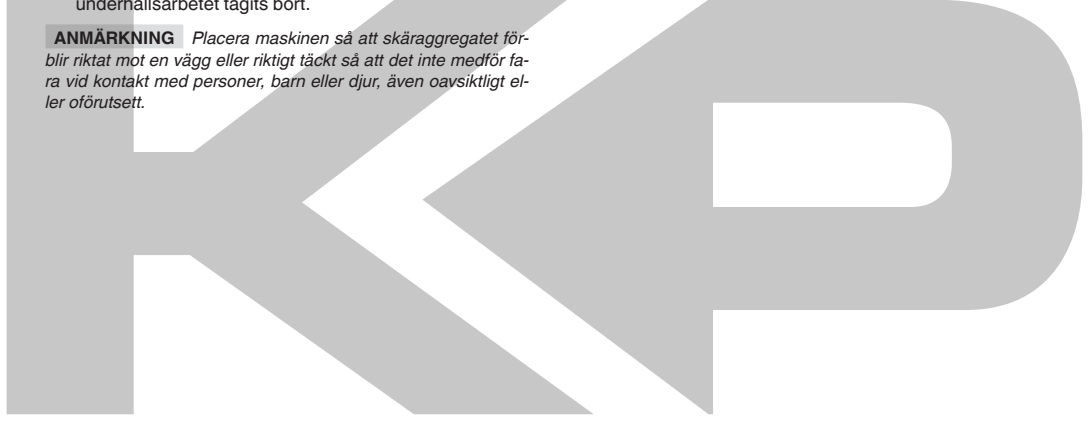 underhållsarbetet tagits bort.
ANMÄRKNING Placera maskinen så att skäraggregatet för-
blir riktat mot en vägg eller riktigt täckt så att det inte medför fa-
ra vid kontakt med personer, barn eller djur, även oavsiktligt el-
ler oförutsett.
KP